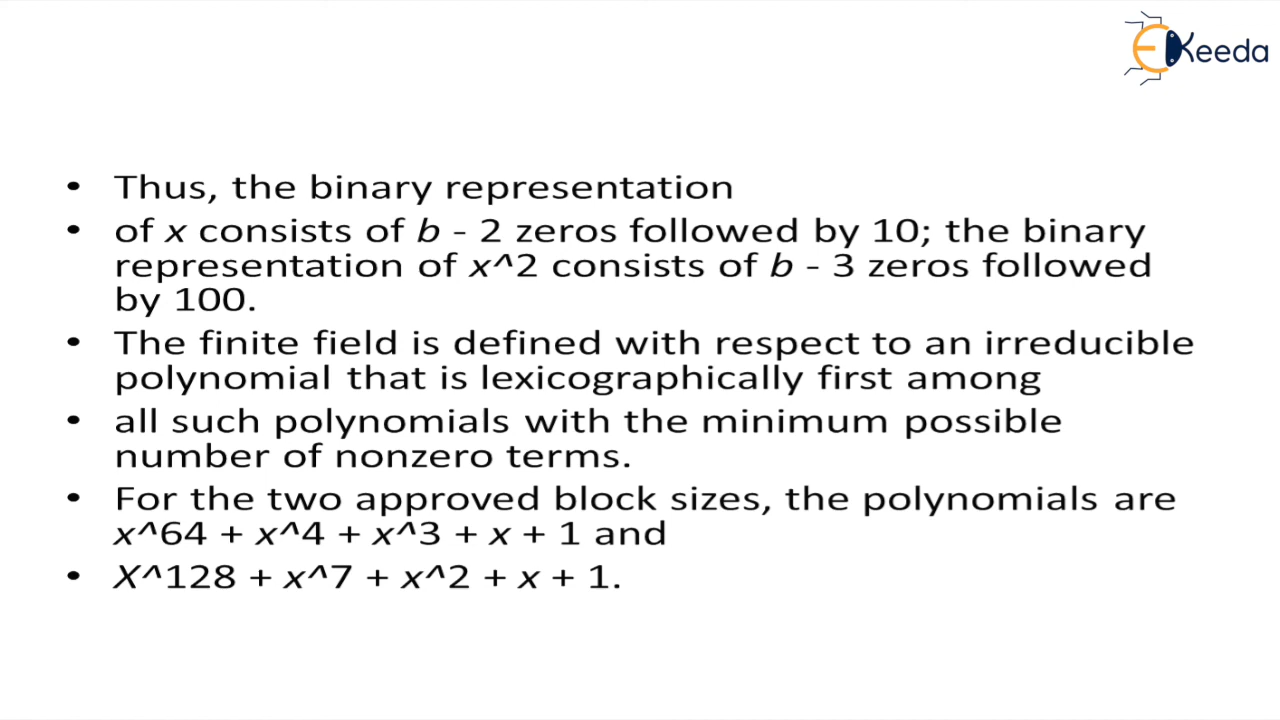 EKeeda
• Thus, the binary representation
• of x consists of b - 2 zeros followed by 10; the binary
representation of x^2 consists of b - 3 zeros followed
by 100.
• The finite field is defined with respect to an irreducible
polynomial that is lexicographically first among
• all such polynomials with the minimum possible
number of nonzero terms.
• For the two approved block sizes, the polynomials are
x^64 + x^4 + x^3 + x + 1 and
• X^128 + x^7 + x^2 + x + 1.